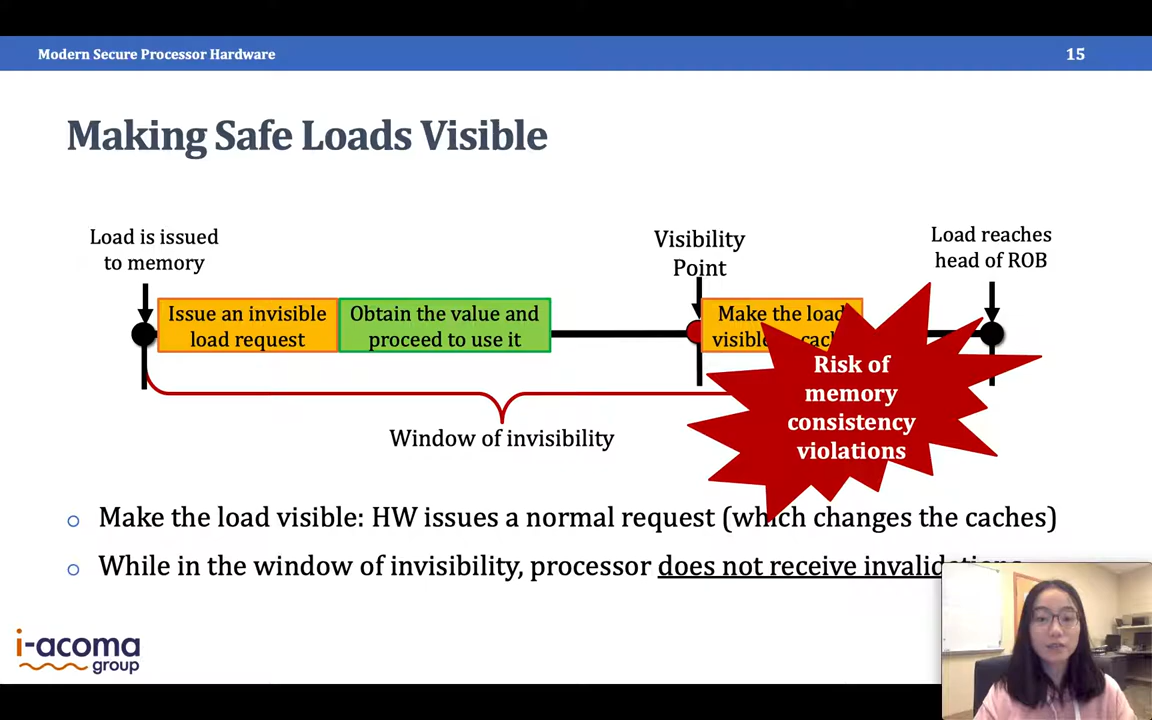 Modern Secure Processor Hardware
15
Making Safe Loads Visible
Load is issued
to memory
Visibility
Point
Load reaches
head of ROB
Issue an invisible
load request
Obtain the value and
proceed to use it
Make the load
visible
Risk of
memory
consistency
violations
Window of invisibility
Make the load visible: HW issues a normal request (which changes the caches)
While in the window of invisibility, processor does not receive invalidations
i-acoma
group